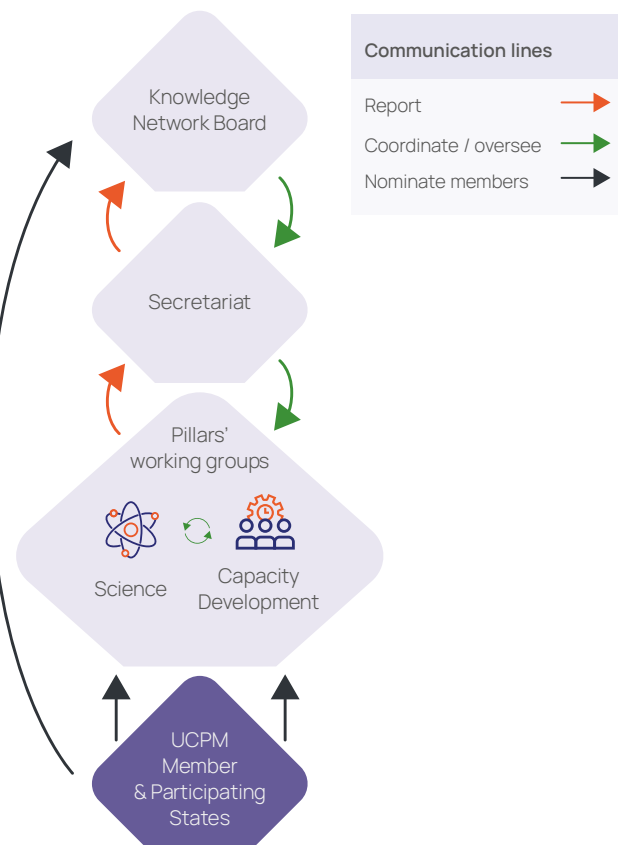 Knowledge
Network Board
Communication lines
Report
Coordinate / oversee
Nominate members
Secretariat
Pillars'
working groups
Science
Capacity
Development
UCPM
Member
& Participating
States